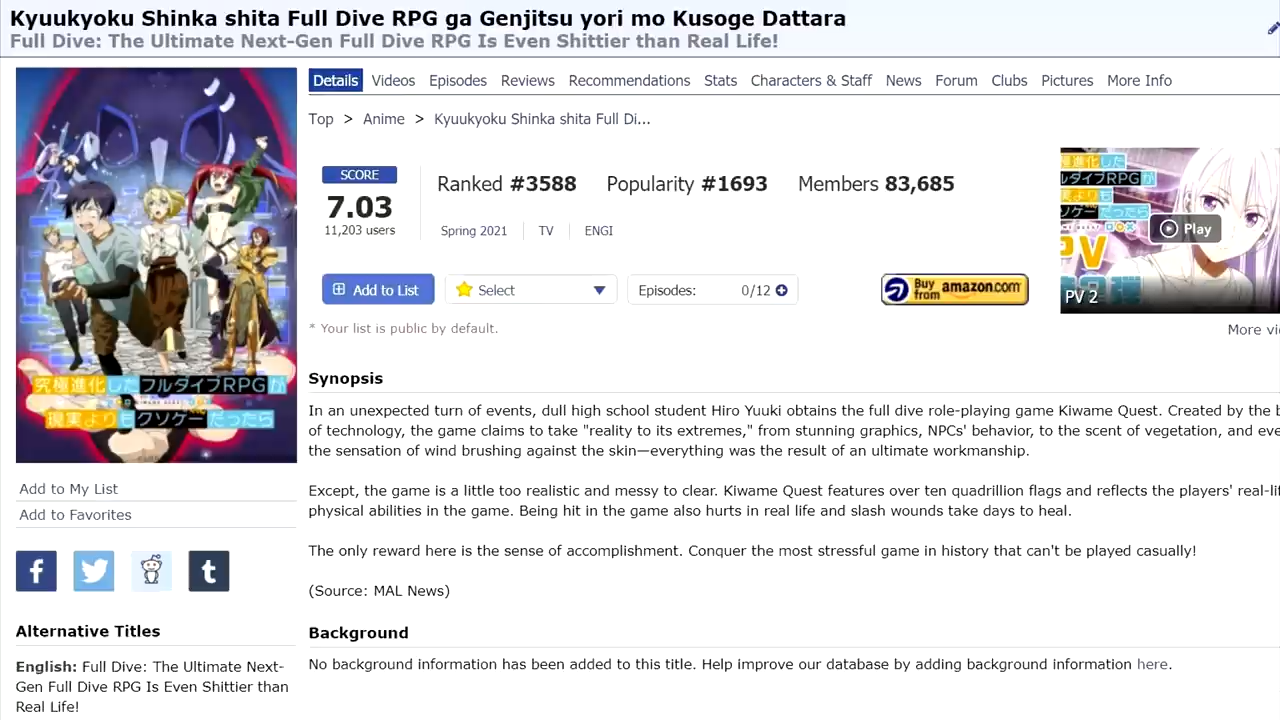 Kyuukyoku Shinka shita Full Dive RPG ga Genjitsu yori mo Kusoge Dattara
Full Dive: The Ultimate Next-Gen Full Dive RPG Is Even Shittier than Real Life!
Details Videos Episodes Reviews Recommendations Stats Characters & Staff News Forum Clubs Pictures More Info
Top > Anime > Kyuukyoku Shinka shita Full Di...
SCORE
7.03
11,203 users
Ranked #3588 Popularity #1693 Members 83,685
Spring 2021 TV ENGI
Add to List
Select
Episodes: 0/12
Buy from amazon.com
Play
PV
PV 2
* Your list is public by default.
More
Synopsis
In an unexpected turn of events, dull high school student Hiro Yuuki obtains the full dive role-playing game Kiwame Quest. Created by the
of technology, the game claims to take "reality to its extremes," from stunning graphics, NPCs' behavior, to the scent of vegetation, and
the sensation of wind brushing against the skin—everything was the result of an ultimate workmanship.
Except, the game is a little too realistic and messy to clear. Kiwame Quest features over ten quadrillion flags and reflects the players'
physical abilities in the game. Being hit in the game also hurts in real life and slash wounds take days to heal.
The only reward here is the sense of accomplishment. Conquer the most stressful game in history that can't be played casually!
(Source: MAL News)
Background
No background information has been added to this title. Help improve our database by adding background information here.
究極進化したフルダイブRPGが
現実よりもクソゲーだったら
Add to My List
Add to Favorites
Alternative Titles
English: Full Dive: The Ultimate Next-
Gen Full Dive RPG Is Even Shittier than
Real Life!